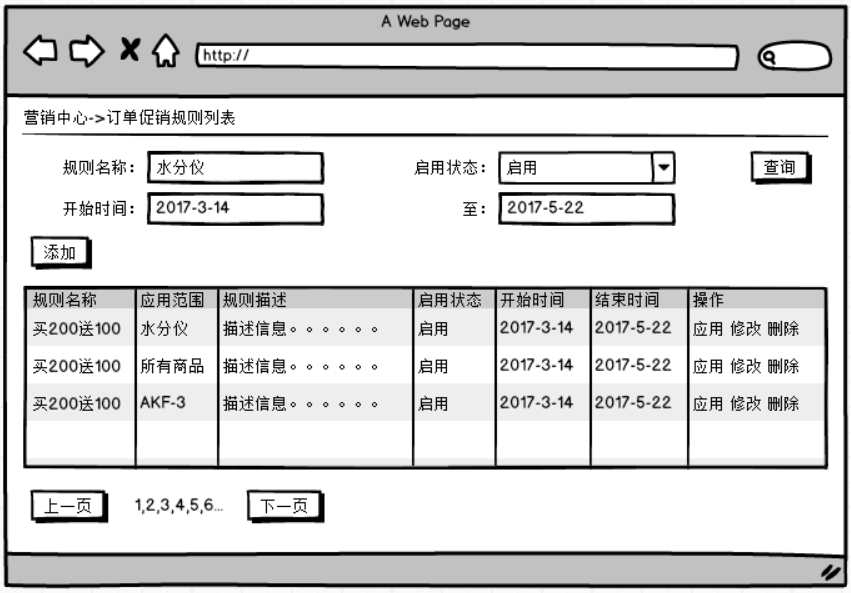 A Web Page
http://
营销中心->订单促销规则列表
规则名称: 水分仪 启用状态: 启用 查询
开始时间: 2017-3-14 至: 2017-5-22
添加
规则名称 应用范围 规则描述 启用状态 开始时间 结束时间 操作
买200送100 水分仪 描述信息。。。。。。 启用 2017-3-14 2017-5-22 应用 修改 删除
买200送100 所有商品 描述信息。。。。。。 启用 2017-3-14 2017-5-22 应用 修改 删除
买200送100 AKF-3 描述信息。。。。。。 启用 2017-3-14 2017-5-22 应用 修改 删除
上一页 1,2,3,4,5,6... 下一页